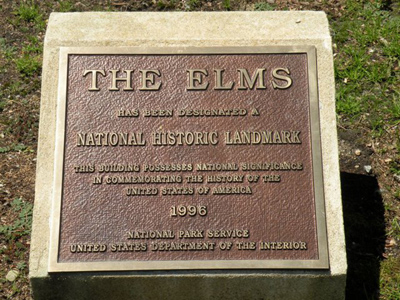 THE ELMS
HAS BEEN DESIGNATED A
NATIONAL HISTORIC LANDMARK
THIS BUILDING POSSESSES NATIONAL SIGNIFICANCE
IN COMMEMORATING THE HISTORY OF THE
UNITED STATES OF AMERICA
1996
NATIONAL PARK SERVICE
UNITED STATES DEPARTMENT OF THE INTERIOR